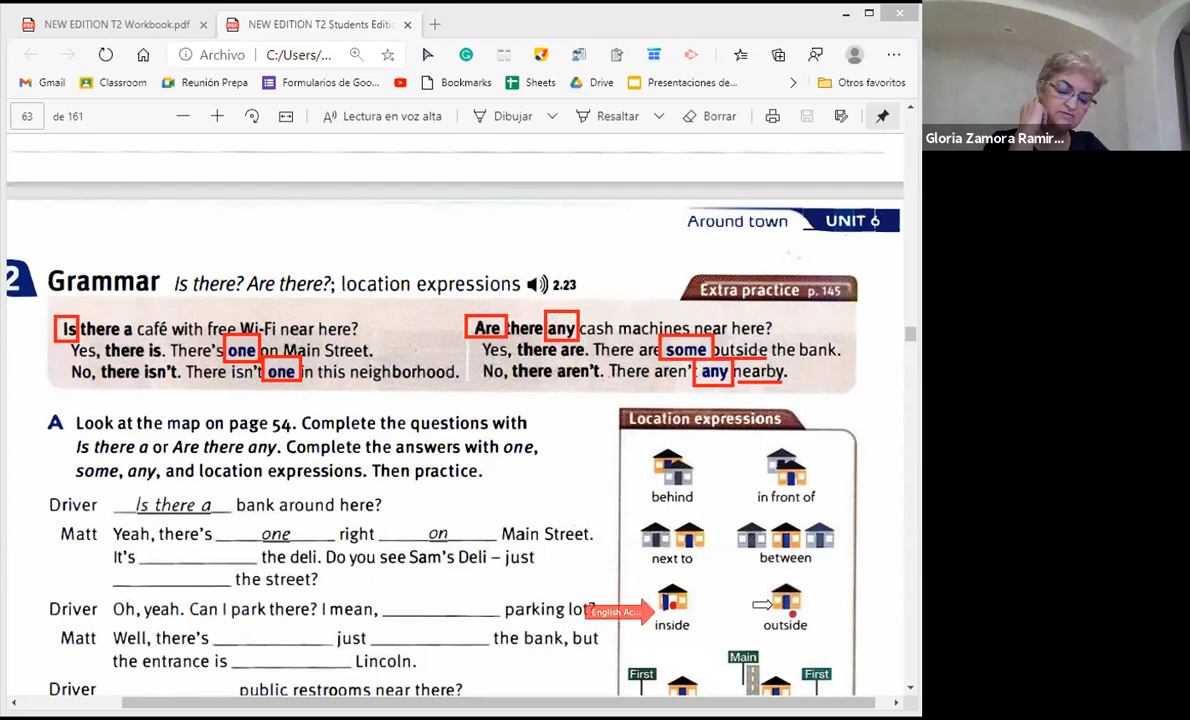 NEW EDITION T2 Workbook.pdf
NEW EDITION T2 Students Editic
Archivo C:/Users/...
Gmail Classroom Reunión Prepa Formularios de Goo... Bookmarks Sheets Drive Presentaciones de... Otros favoritos
63 de 161 Lectura en voz alta Dibujar Resaltar Borrar
Gloria Zamora Ramír...
Around town UNIT 6
2 Grammar Is there? Are there?; location expressions 2.23
Extra practice p. 145
Is there a café with free Wi-Fi near here?
Yes, there is. There's one on Main Street.
No, there isn't. There isn't one in this neighborhood.
Are there any cash machines near here?
Yes, there are. There are some outside the bank.
No, there aren't. There aren't any nearby.
A Look at the map on page 54. Complete the questions with
Is there a or Are there any. Complete the answers with one,
some, any, and location expressions. Then practice.
Driver Is there a bank around here?
Matt Yeah, there's one right on Main Street.
It's the deli. Do you see Sam's Deli – just
the street?
Driver Oh, yeah. Can I park there? I mean, parking lot?
Matt Well, there's just the bank, but
the entrance is Lincoln.
Driver public restrooms near there?
Location expressions
behind in front of
next to between
English Ac...
inside outside
First Main First